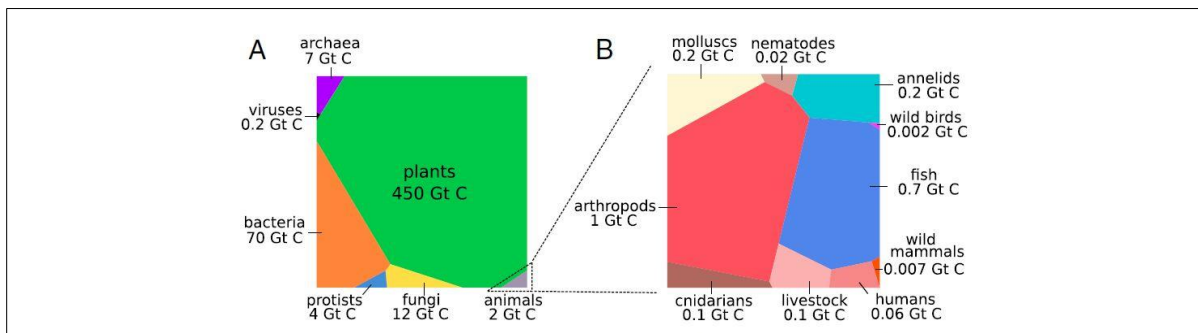 A
archaea
7 Gt C
viruses
0.2 Gt C
plants
450 Gt C
bacteria
70 Gt C
protists
4 Gt C
fungi
12 Gt C
animals
2 Gt C
B
molluscs
0.2 Gt C
nematodes
0.02 Gt C
annelids
0.2 Gt C
wild birds
0.002 Gt C
fish
0.7 Gt C
arthropods
1 Gt C
wild
mammals
0.007 Gt C
cnidarians
0.1 Gt C
livestock
0.1 Gt C
humans
0.06 Gt C